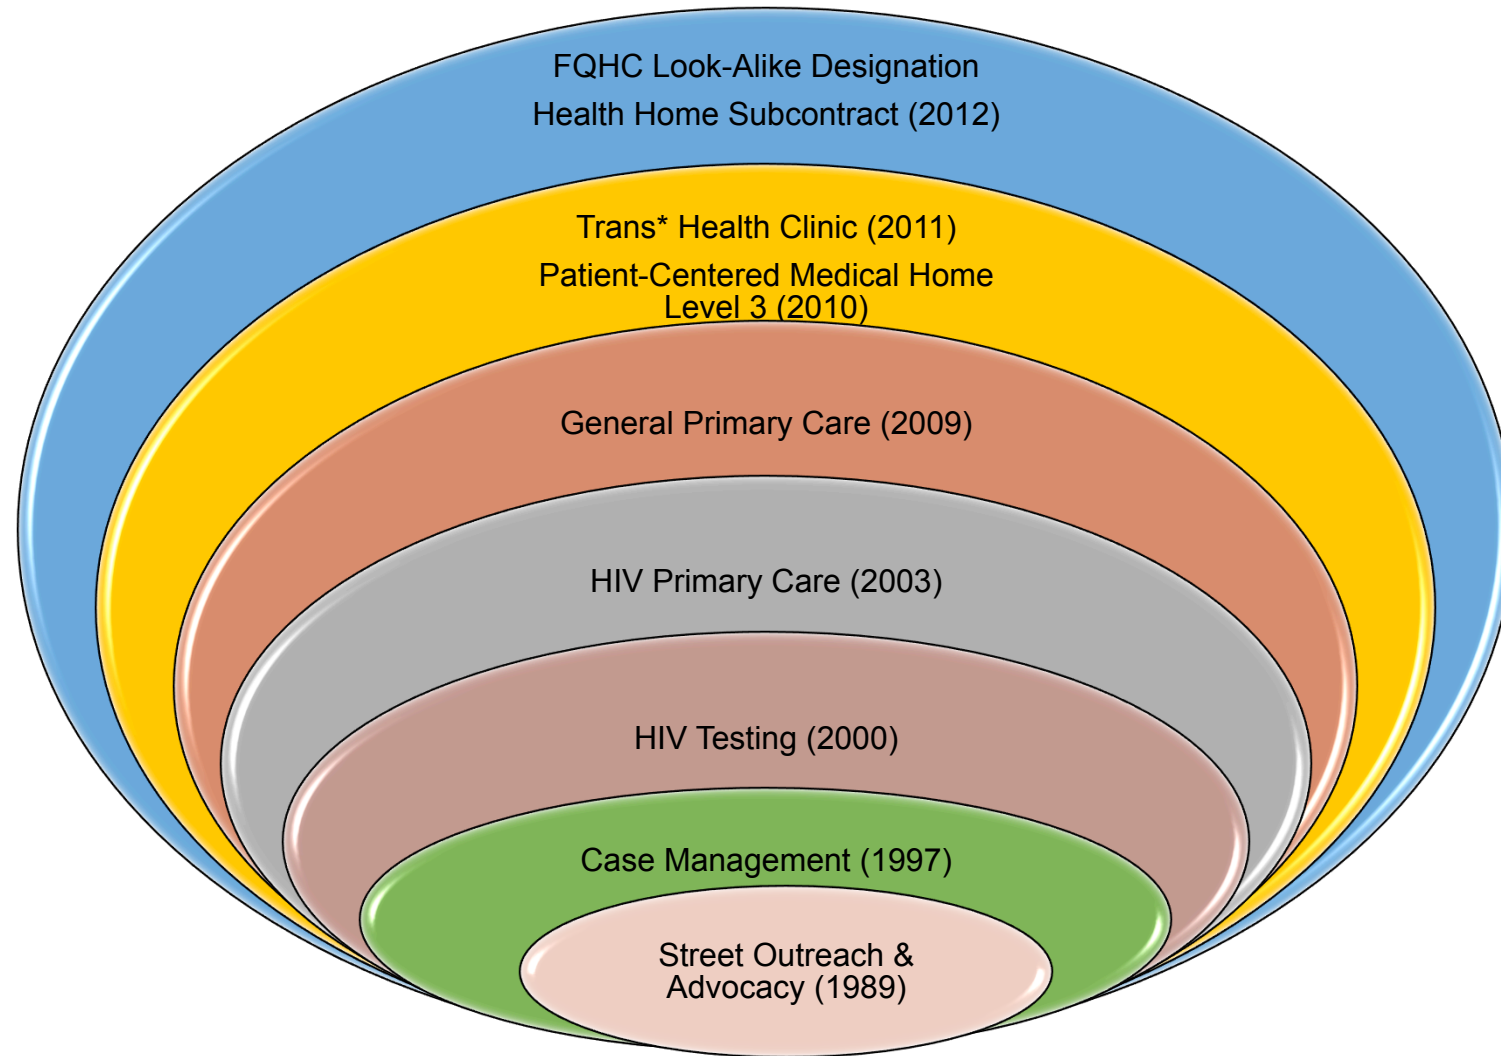 FQHC Look-Alike Designation
Health Home Subcontract (2012)
Trans* Health Clinic (2011)
Patient-Centered Medical Home
Level 3 (2010)
General Primary Care (2009)
HIV Primary Care (2003)
HIV Testing (2000)
Case Management (1997)
Street Outreach &
Advocacy (1989)